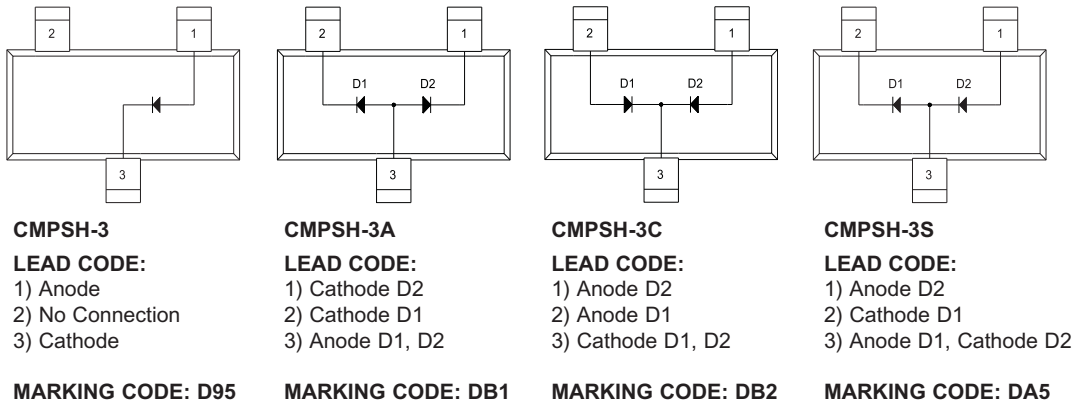 2
1
3
2
1
D1
D2
3
2
1
D1
D2
3
2
1
D1
D2
3
CMPSH-3
LEAD CODE:
1) Anode
2) No Connection
3) Cathode
MARKING CODE: D95
CMPSH-3A
LEAD CODE:
1) Cathode D2
2) Cathode D1
3) Anode D1, D2
MARKING CODE: DB1
CMPSH-3C
LEAD CODE:
1) Anode D2
2) Anode D1
3) Cathode D1, D2
MARKING CODE: DB2
CMPSH-3S
LEAD CODE:
1) Anode D2
2) Cathode D1
3) Anode D1, Cathode D2
MARKING CODE: DA5